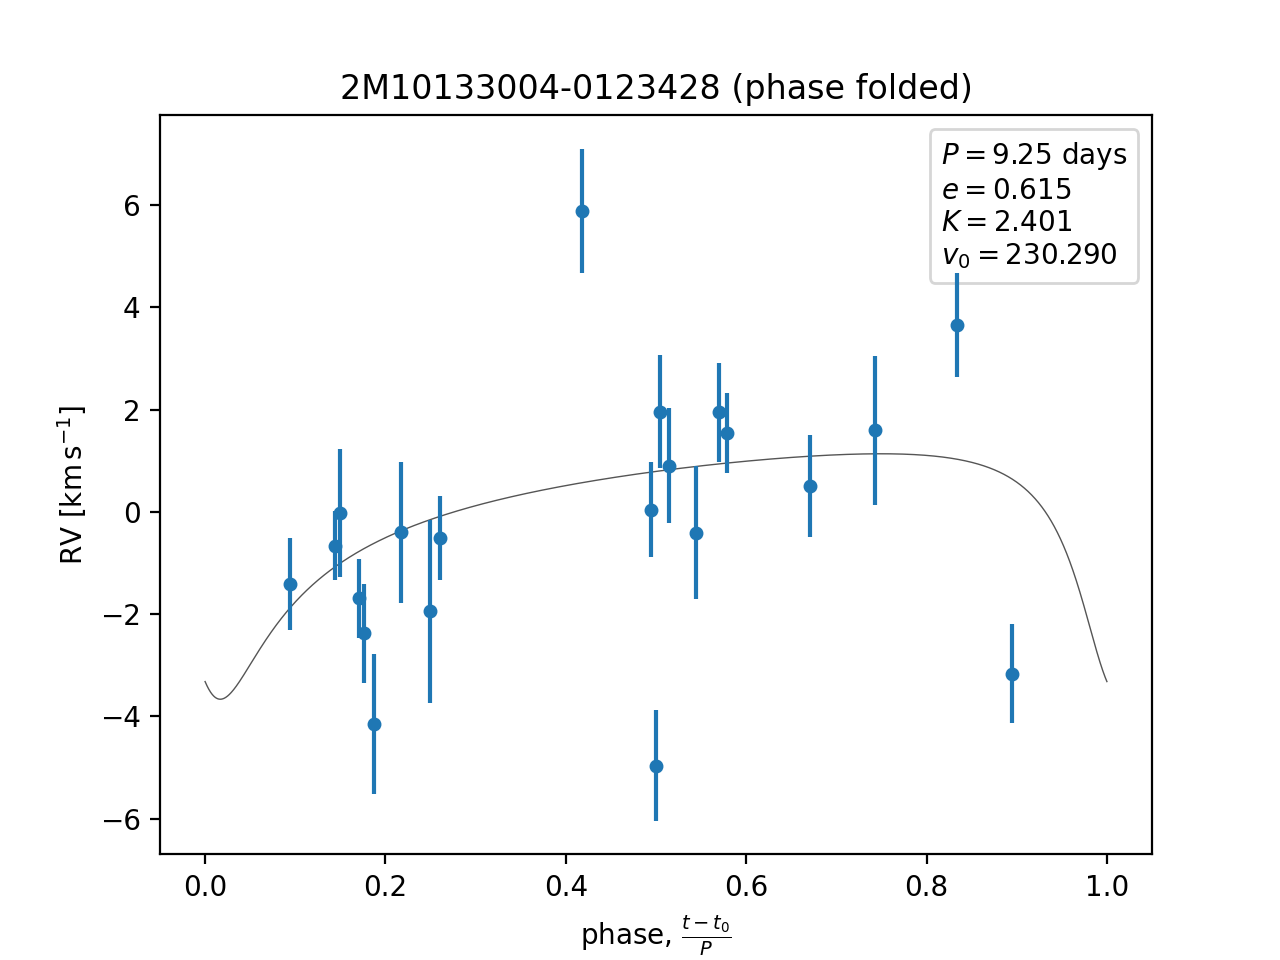 2M10133004-0123428 (phase folded)
P = 9.25 days
e = 0.615
K = 2.401
v₀ = 230.290
6
4
2
0
−2
−4
−6
RV [km s⁻¹]
0.0 0.2 0.4 0.6 0.8 1.0
phase, (t − t₀)/P